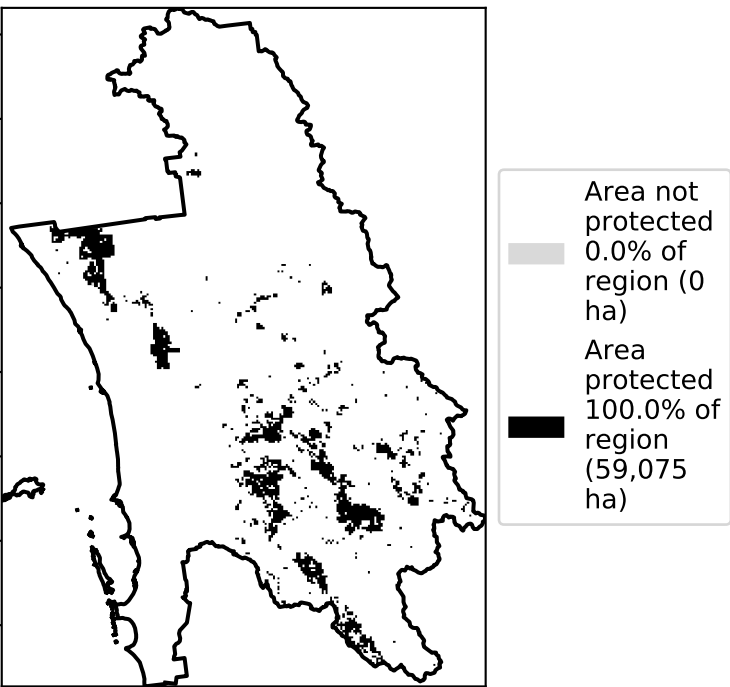 Area not
protected
0.0% of
region (0
ha)
Area
protected
100.0% of
region
(59,075
ha)